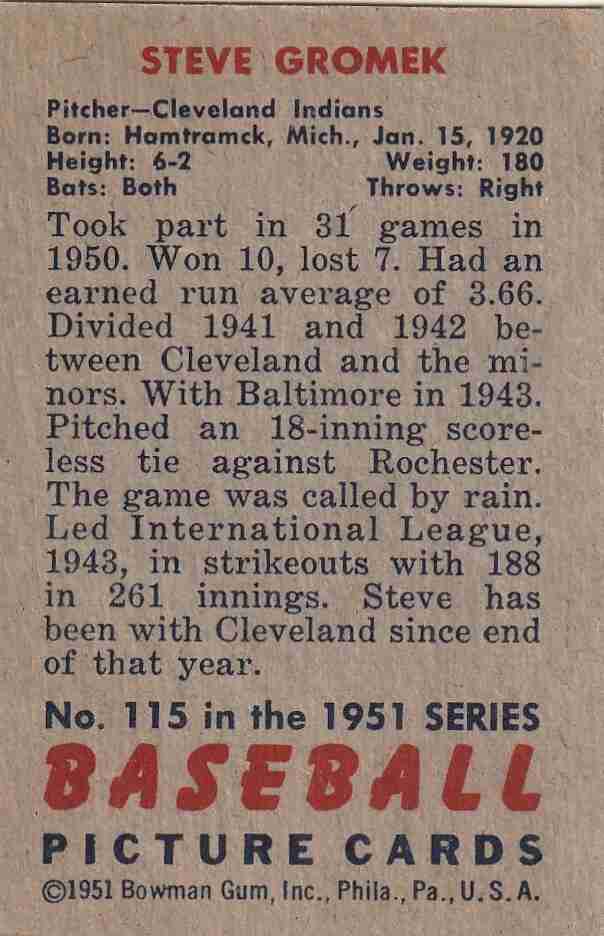 STEVE GROMEK
Pitcher—Cleveland Indians
Born: Hamtramck, Mich., Jan. 15, 1920
Height: 6-2 Weight: 180
Bats: Both Throws: Right
Took part in 31 games in
1950. Won 10, lost 7. Had an
earned run average of 3.66.
Divided 1941 and 1942 be-
tween Cleveland and the mi-
nors. With Baltimore in 1943.
Pitched an 18-inning score-
less tie against Rochester.
The game was called by rain.
Led International League,
1943, in strikeouts with 188
in 261 innings. Steve has
been with Cleveland since end
of that year.
No. 115 in the 1951 SERIES
BASEBALL
PICTURE CARDS
©1951 Bowman Gum, Inc., Phila., Pa., U.S.A.